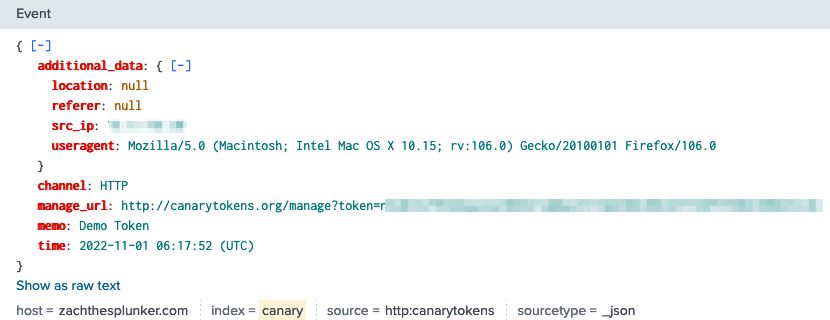 Event
{ [-]
additional_data: { [-]
location: null
referer: null
src_ip:
useragent: Mozilla/5.0 (Macintosh; Intel Mac OS X 10.15; rv:106.0) Gecko/20100101 Firefox/106.0
}
channel: HTTP
manage_url: http://canarytokens.org/manage?token=
memo: Demo Token
time: 2022-11-01 06:17:52 (UTC)
}
Show as raw text
host = zachthesplunker.com index = canary source = http:canarytokens sourcetype = _json